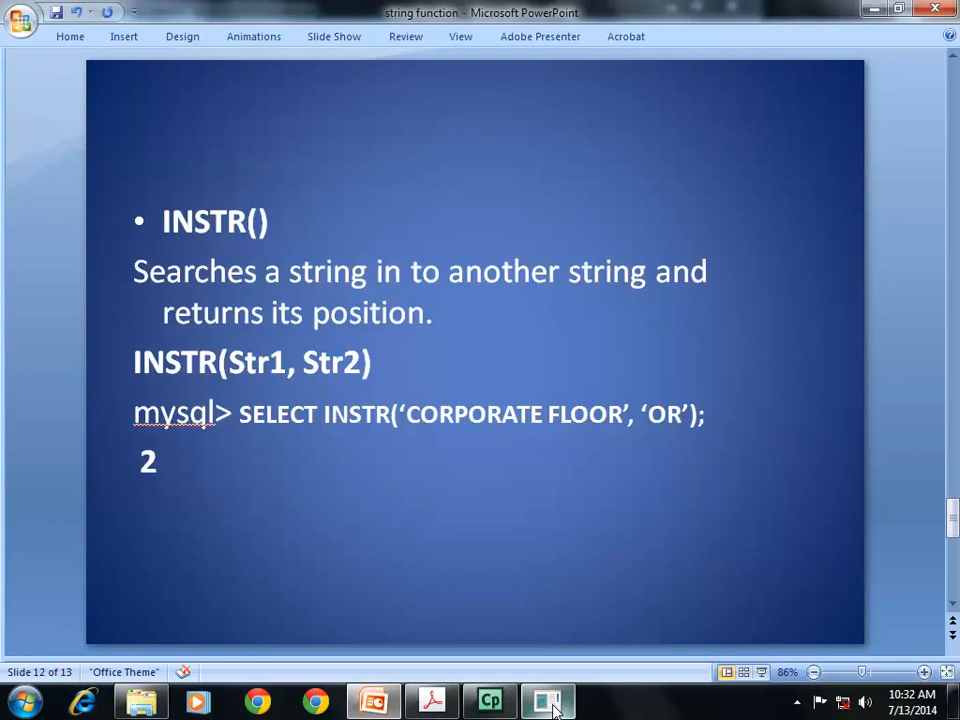 string function - Microsoft PowerPoint
Home Insert Design Animations Slide Show Review View Adobe Presenter Acrobat
• INSTR()
Searches a string in to another string and
returns its position.
INSTR(Str1, Str2)
mysql> SELECT INSTR(‘CORPORATE FLOOR’, ‘OR’);
2
Slide 12 of 13 "Office Theme" 86%
Cp
10:32 AM
7/13/2014